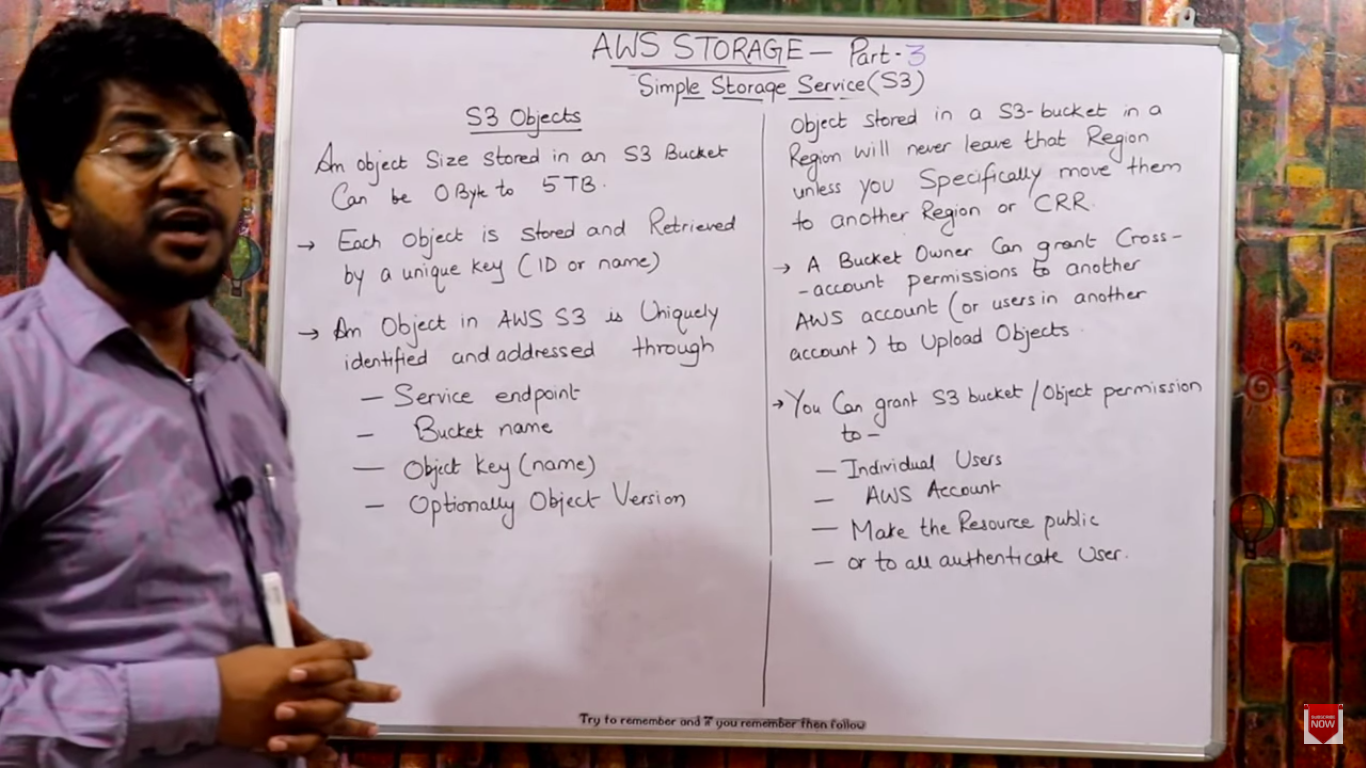 AWS STORAGE — Part-3
Simple Storage Service(S3)
S3 Objects
An object Size stored in an S3 Bucket
Can be 0Byte to 5TB.
→ Each object is stored and Retrieved
by a unique key (ID or name)
→ An Object in AWS S3 is Uniquely
identified and addressed through
— Service endpoint
— Bucket name
— Object key (name)
— Optionally Object Version
Object stored in a S3-bucket in a
Region will never leave that Region
unless you Specifically move them
to another Region or CRR.
→ A Bucket Owner Can grant Cross-
-account permissions to another
AWS account (or users in another
account) to Upload Objects.
→ You Can grant S3 bucket / Object permission
to -
— Individual Users
— AWS Account
— Make the Resource public
— or to all authenticate User.
Try to remember and you remember then follow
SUBSCRIBE
NOW